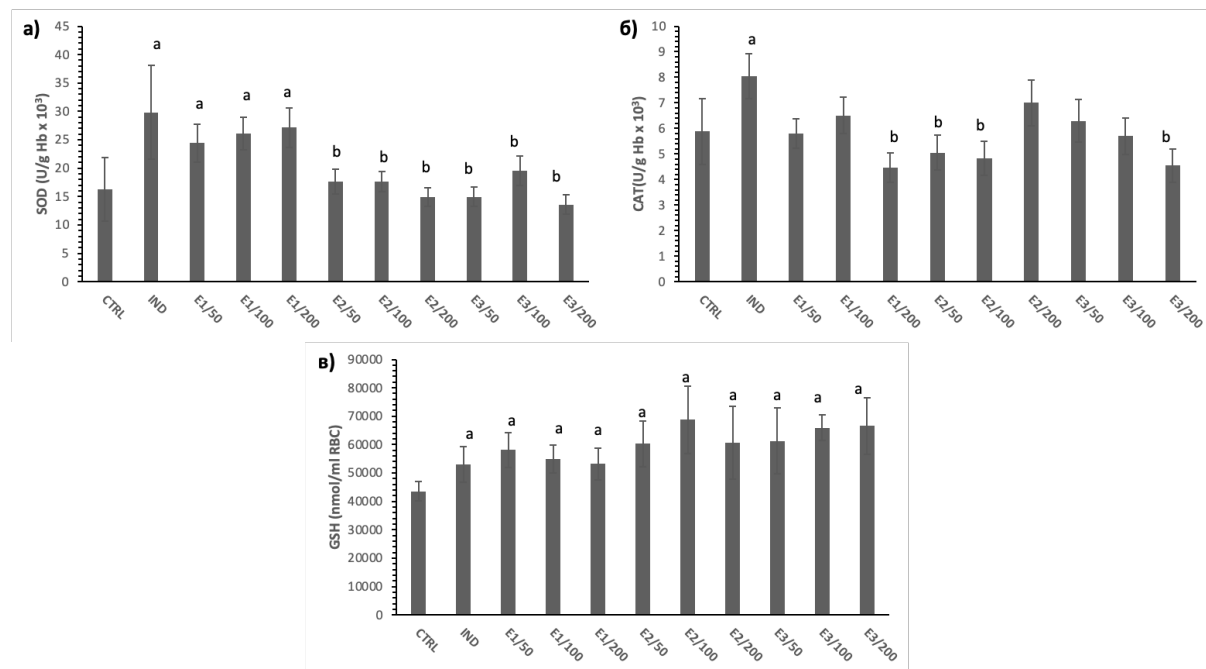 а)
SOD (U/g Hb x 10³)
45
40
35
30
25
20
15
10
5
0
a
a
a
a
b
b
b
b
b
b
CTRL
IND
E1/50
E1/100
E1/200
E2/50
E2/100
E2/200
E3/50
E3/100
E3/200
б)
CAT(U/g Hb x 10³)
10
9
8
7
6
5
4
3
2
1
0
a
b
b
b
b
CTRL
IND
E1/50
E1/100
E1/200
E2/50
E2/100
E2/200
E3/50
E3/100
E3/200
в)
GSH (nmol/ml RBC)
90000
80000
70000
60000
50000
40000
30000
20000
10000
0
a
a
a
a
a
a
a
a
a
a
CTRL
IND
E1/50
E1/100
E1/200
E2/50
E2/100
E2/200
E3/50
E3/100
E3/200